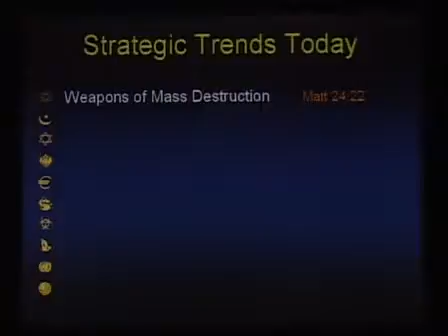 Strategic Trends Today
Weapons of Mass Destruction Matt 24:22